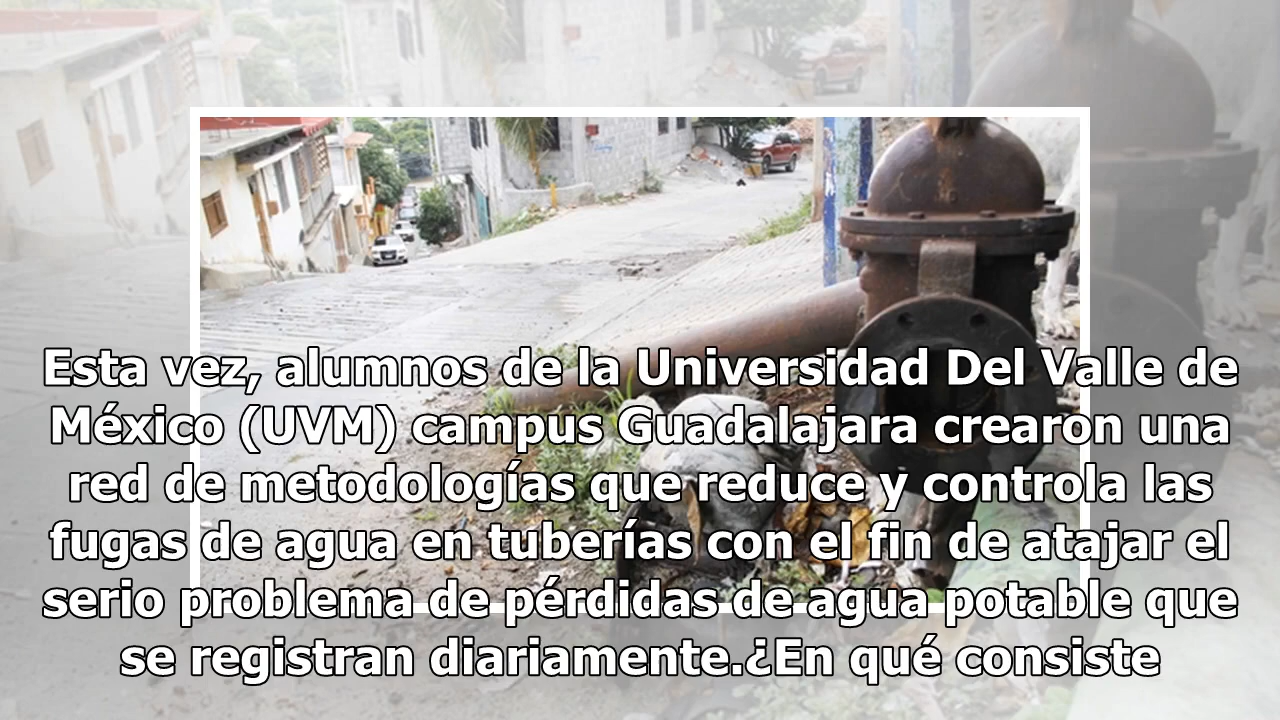 Esta vez, alumnos de la Universidad Del Valle de
México (UVM) campus Guadalajara crearon una
red de metodologías que reduce y controla las
fugas de agua en tuberías con el fin de atajar el
serio problema de pérdidas de agua potable que
se registran diariamente.¿En qué consiste